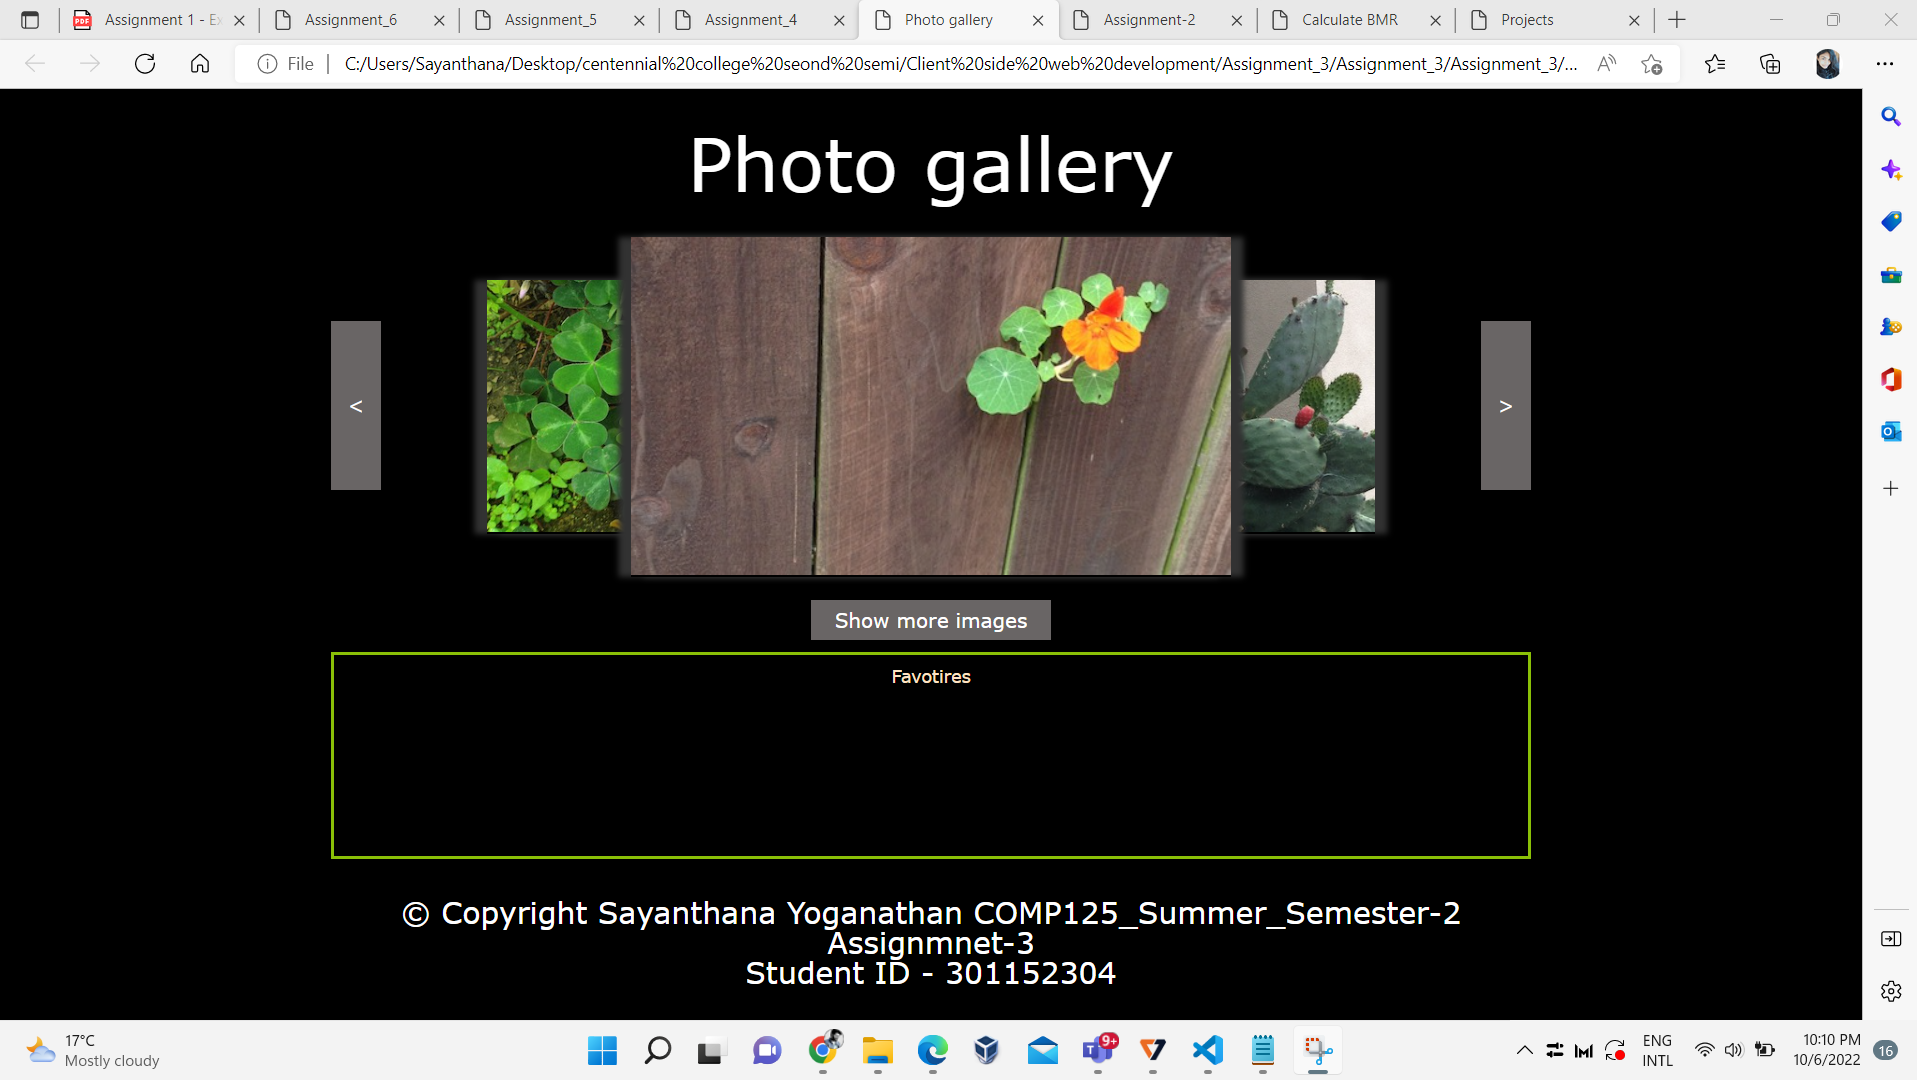 Assignment 1 - Ex
Assignment_6
Assignment_5
Assignment_4
Photo gallery
Assignment-2
Calculate BMR
Projects
File
C:/Users/Sayanthana/Desktop/centennial%20college%20seond%20semi/Client%20side%20web%20development/Assignment_3/Assignment_3/Assignment_3/...
Photo gallery
<
>
Show more images
Favotires
© Copyright Sayanthana Yoganathan COMP125_Summer_Semester-2
Assignmnet-3
Student ID - 301152304
17°C
Mostly cloudy
9+
ENG
INTL
10:10 PM
10/6/2022
16